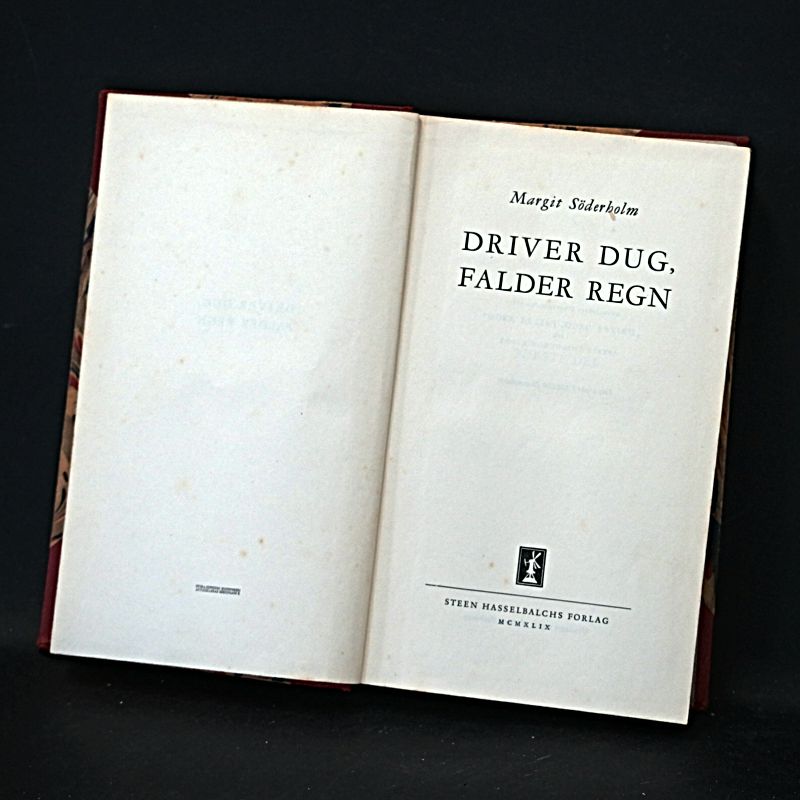 Margit Söderholm
DRIVER DUG,
FALDER REGN
STEEN HASSELBALCHS FORLAG
MCMXLIX